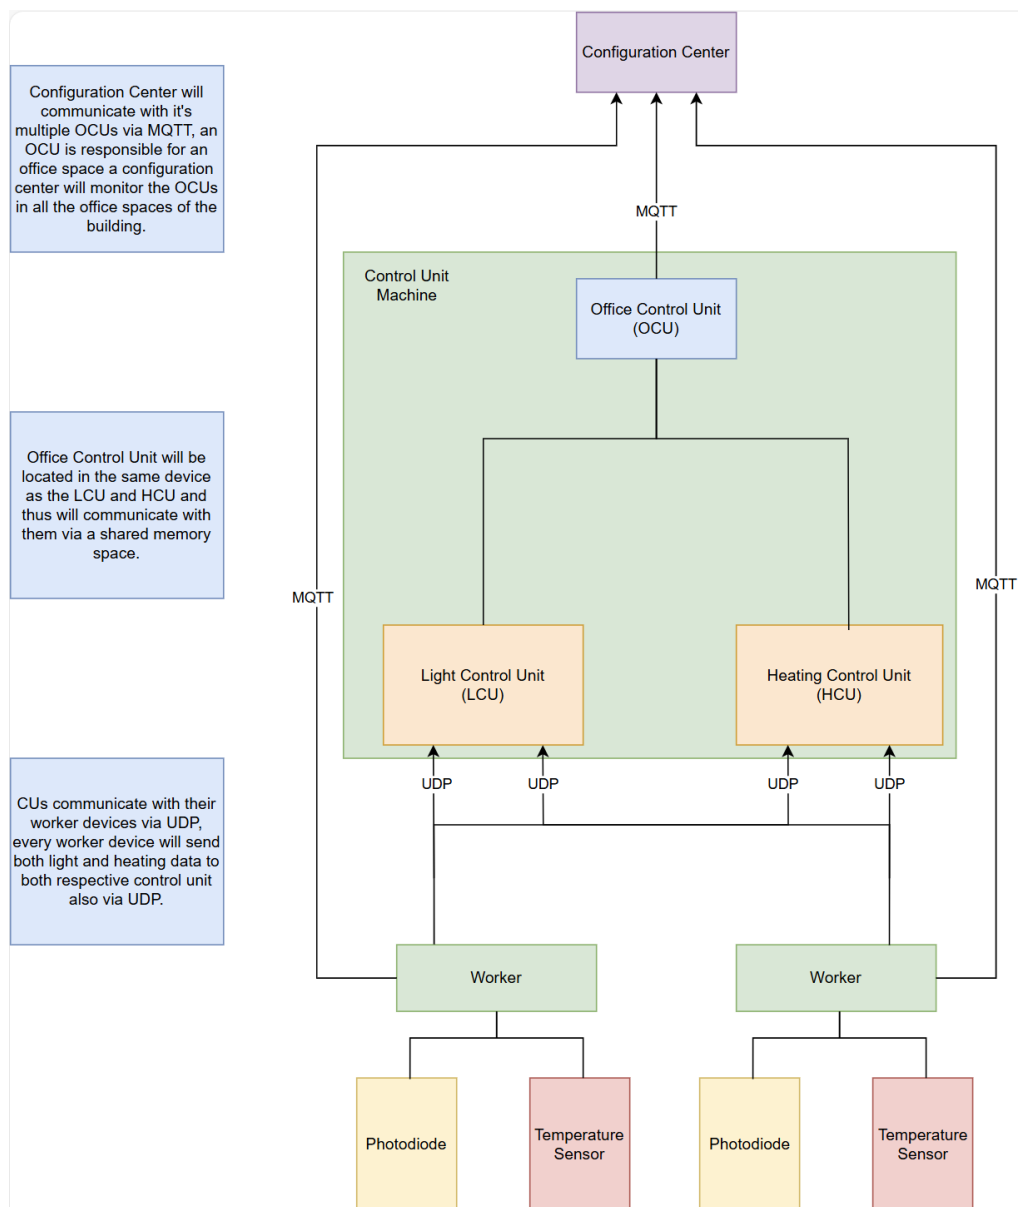 Configuration Center
Configuration Center will
communicate with it's
multiple OCUs via MQTT, an
OCU is responsible for an
office space a configuration
center will monitor the OCUs
in all the office spaces of the
building.
MQTT
Control Unit
Machine
Office Control Unit
(OCU)
Office Control Unit will be
located in the same device
as the LCU and HCU and
thus will communicate with
them via a shared memory
space.
MQTT
MQTT
Light Control Unit
(LCU)
Heating Control Unit
(HCU)
UDP
UDP
UDP
UDP
CUs communicate with their
worker devices via UDP,
every worker device will send
both light and heating data to
both respective control unit
also via UDP.
Worker
Worker
Photodiode
Temperature
Sensor
Photodiode
Temperature
Sensor